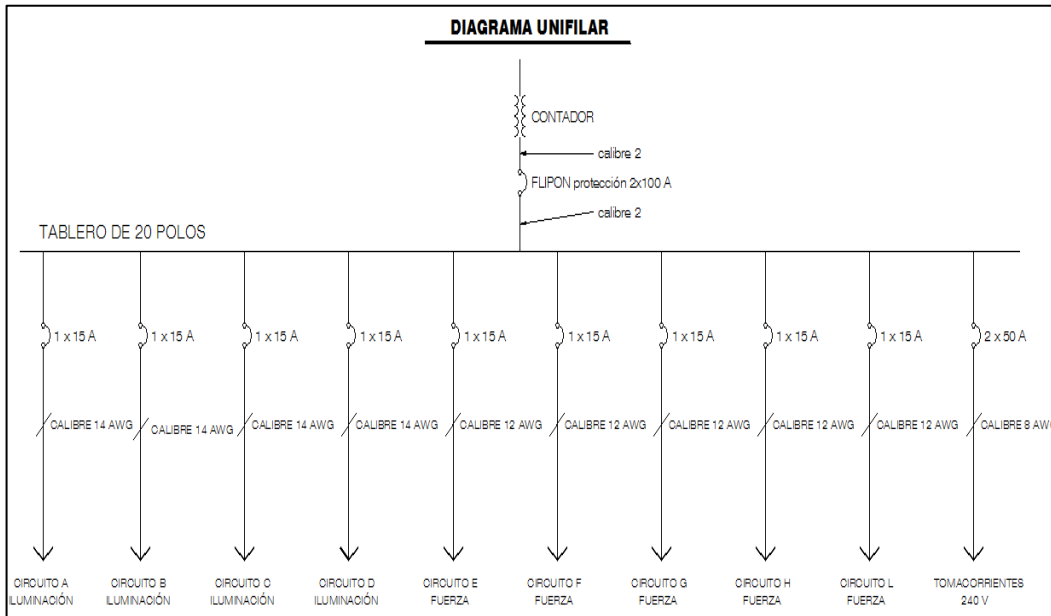 DIAGRAMA UNIFILAR
CONTADOR
calibre 2
FLIPON protección 2x100 A
calibre 2
TABLERO DE 20 POLOS
1 x 15 A
1 x 15 A
1 x 15 A
1 x 15 A
1 x 15 A
1 x 15 A
1 x 15 A
1 x 15 A
1 x 15 A
2 x 50 A
CALIBRE 14 AWG
CALIBRE 14 AWG
CALIBRE 14 AWG
CALIBRE 14 AWG
CALIBRE 12 AWG
CALIBRE 12 AWG
CALIBRE 12 AWG
CALIBRE 12 AWG
CALIBRE 12 AWG
CALIBRE 8 AWG
CIRCUITO A
ILUMINACIÓN
CIRCUITO B
ILUMINACIÓN
CIRCUITO C
ILUMINACIÓN
CIRCUITO D
ILUMINACIÓN
CIRCUITO E
FUERZA
CIRCUITO F
FUERZA
CIRCUITO G
FUERZA
CIRCUITO H
FUERZA
CIRCUITO L
FUERZA
TOMACORRIENTES
240 V